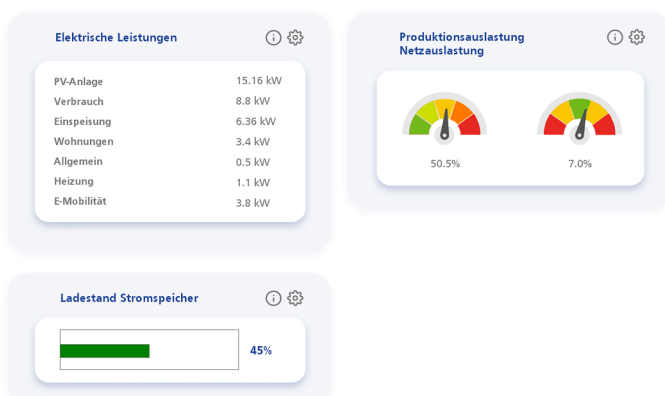 Elektrische Leistungen
PV-Anlage 15.16 kW
Verbrauch 8.8 kW
Einspeisung 6.36 kW
Wohnungen 3.4 kW
Allgemein 0.5 kW
Heizung 1.1 kW
E-Mobilität 3.8 kW
Produktionsauslastung
Netzauslastung
50.5% 7.0%
Ladestand Stromspeicher
45%